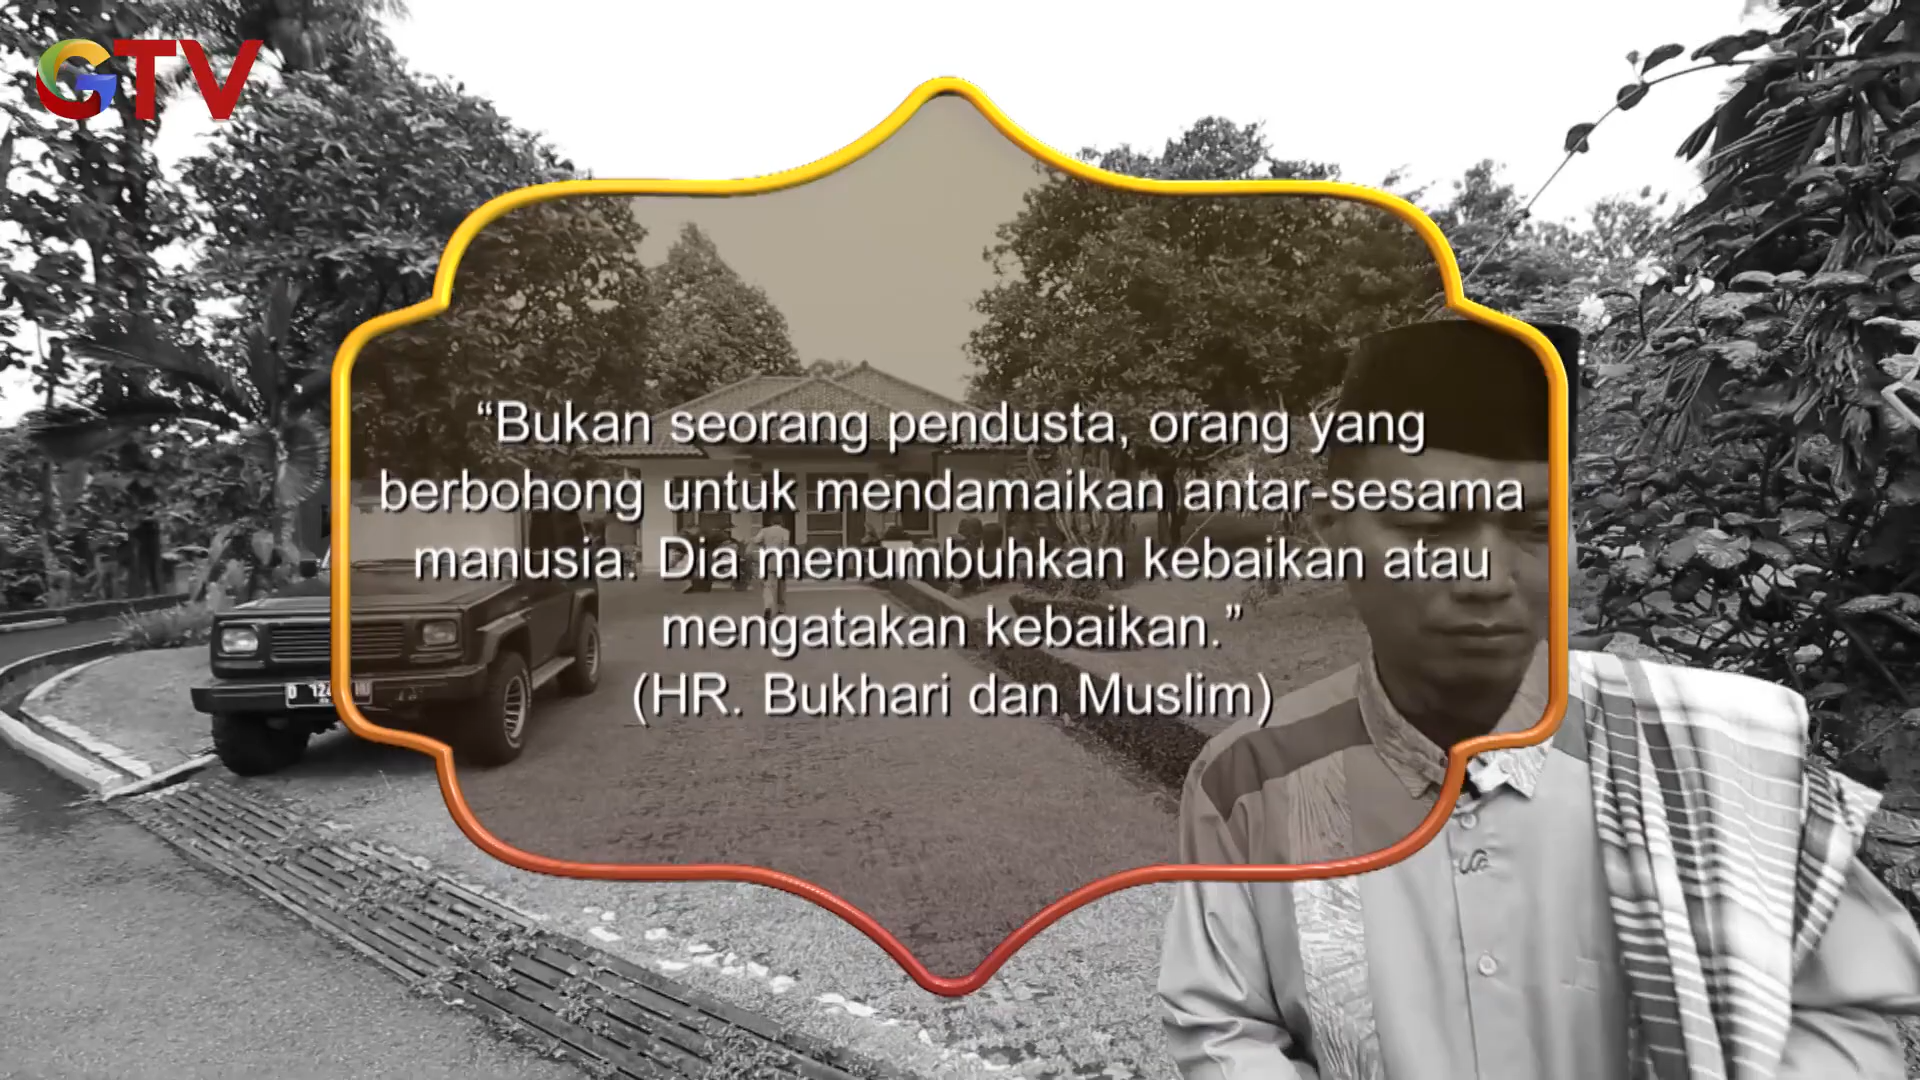 GTV
“Bukan seorang pendusta, orang yang
berbohong untuk mendamaikan antar-sesama
manusia. Dia menumbuhkan kebaikan atau
mengatakan kebaikan.”
(HR. Bukhari dan Muslim)